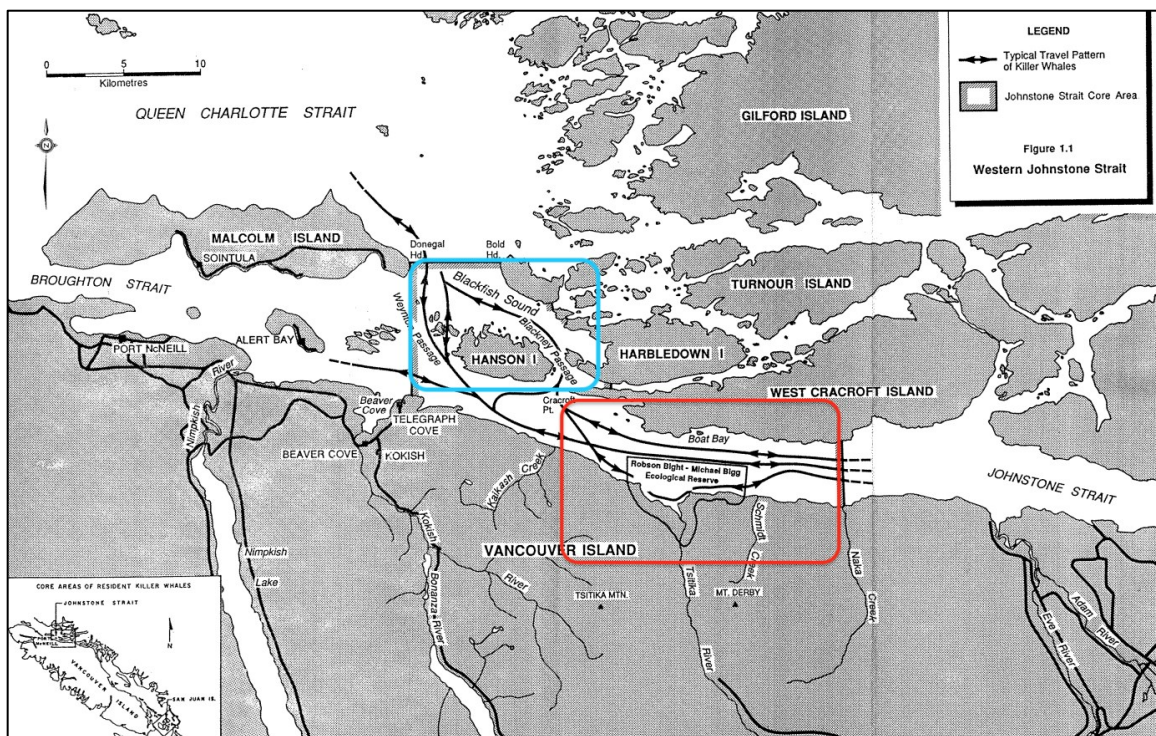 LEGEND
Typical Travel Pattern
of Killer Whales
Johnstone Strait Core Area
Figure 1.1
Western Johnstone Strait
0 5 10
Kilometres
QUEEN CHARLOTTE STRAIT
GILFORD ISLAND
N
MALCOLM ISLAND
SOINTULA
Donegal
Hd.
Bold
Hd.
BROUGHTON STRAIT
Blackfish Sound
TURNOUR ISLAND
Weynton Passage
Blackney Passage
PORT McNEILL
ALERT BAY
HANSON I
HARBLEDOWN I
River
Nimpkish
WEST CRACROFT ISLAND
Beaver
Cove
Cracroft
Pt.
TELEGRAPH
COVE
BEAVER COVE
KOKISH
Boat Bay
Robson Bight - Michael Bigg
Ecological Reserve
JOHNSTONE STRAIT
Kaikash Creek
Schmidt
Creek
Kokish
River
VANCOUVER ISLAND
Nimpkish
Lake
Bonanza River
TSITIKA MTN.
MT. DERBY
Tsitika
River
Naka
Creek
Adam
River
Eve River
CORE AREAS OF RESIDENT KILLER WHALES
JOHNSTONE STRAIT
PORT
McNEILL
N
VANCOUVER ISLAND
SAN JUAN IS.